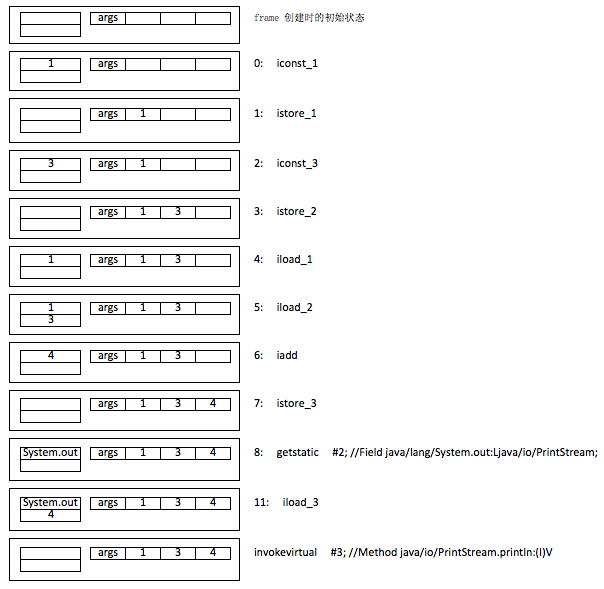 args frame 创建时的初始状态
1 args 0: iconst_1
args 1 1: istore_1
3 args 1 2: iconst_3
args 1 3 3: istore_2
1 args 1 3 4: iload_1
1 args 1 3 5: iload_2
3
4 args 1 3 6: iadd
args 1 3 4 7: istore_3
System.out args 1 3 4 8: getstatic #2; //Field java/lang/System.out:Ljava/io/PrintStream;
System.out args 1 3 4 11: iload_3
4
args 1 3 4 invokevirtual #3; //Method java/io/PrintStream.println:(I)V